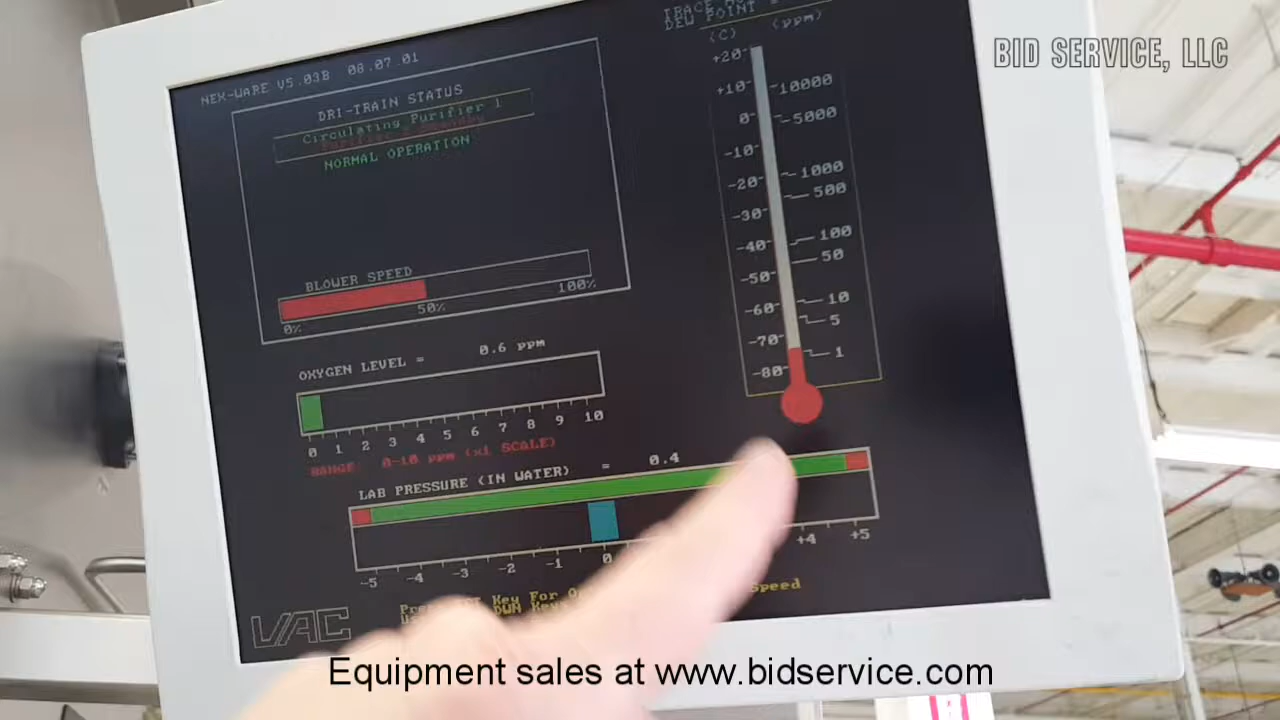 BID SERVICE, LLC
NEX-WARE V5.03B 08.07.01
DRI-TRAIN STATUS
Circulating Purifier 1
NORMAL OPERATION
BLOWER SPEED
0% 50% 100%
OXYGEN LEVEL = 0.6 ppm
0 1 2 3 4 5 6 7 8 9 10
RANGE: 0-10 ppm (x1 SCALE)
LAB PRESSURE (IN WATER) = 0.4
-5 -4 -3 -2 -1 0 +4 +5
Key For
Speed
VAC
DEW POINT =
(C) (ppm)
+20
+10 10000
0 5000
-10
-20 1000
500
-30
-40 100
50
-50
-60 10
5
-70
-80 1
Equipment sales at www.bidservice.com